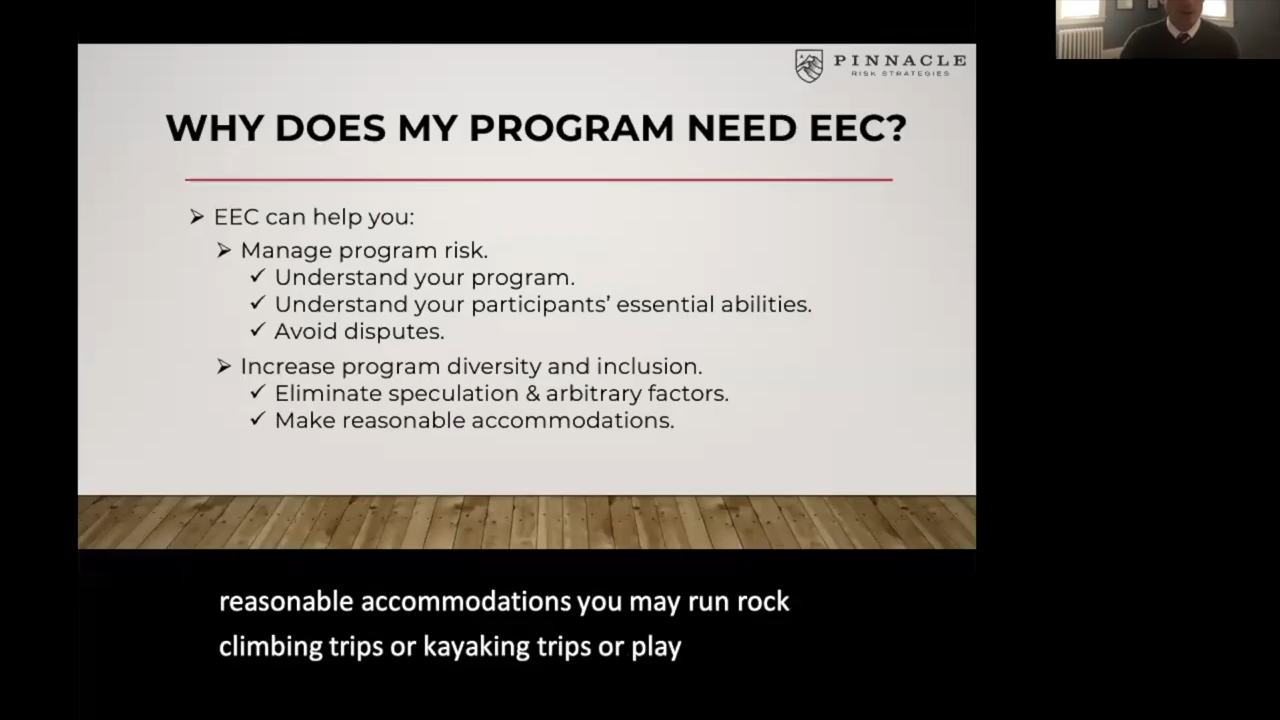 PINNACLE
RISK STRATEGIES
WHY DOES MY PROGRAM NEED EEC?
➢ EEC can help you:
➢ Manage program risk.
✓ Understand your program.
✓ Understand your participants’ essential abilities.
✓ Avoid disputes.
➢ Increase program diversity and inclusion.
✓ Eliminate speculation & arbitrary factors.
✓ Make reasonable accommodations.
reasonable accommodations you may run rock
climbing trips or kayaking trips or play